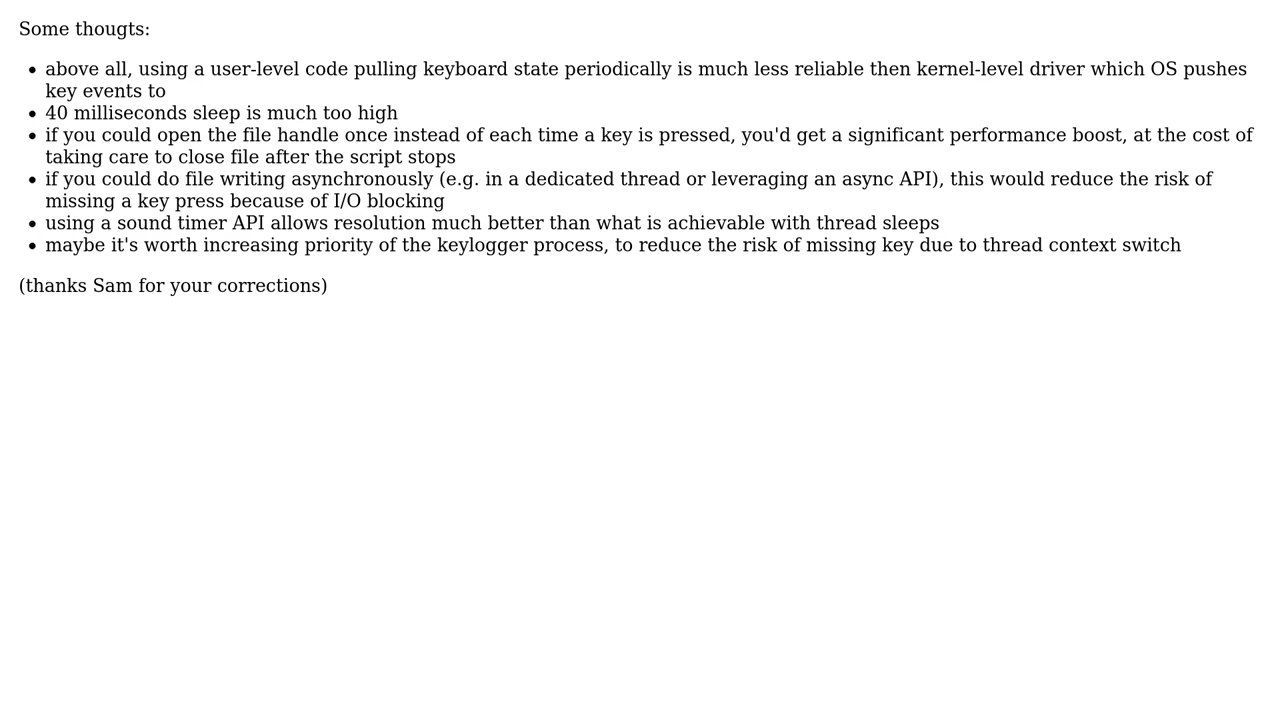 Some thougts:
above all, using a user-level code pulling keyboard state periodically is much less reliable then kernel-level driver which OS pushes
key events to
40 milliseconds sleep is much too high
if you could open the file handle once instead of each time a key is pressed, you'd get a significant performance boost, at the cost of
taking care to close file after the script stops
if you could do file writing asynchronously (e.g. in a dedicated thread or leveraging an async API), this would reduce the risk of
missing a key press because of I/O blocking
using a sound timer API allows resolution much better than what is achievable with thread sleeps
maybe it's worth increasing priority of the keylogger process, to reduce the risk of missing key due to thread context switch
(thanks Sam for your corrections)